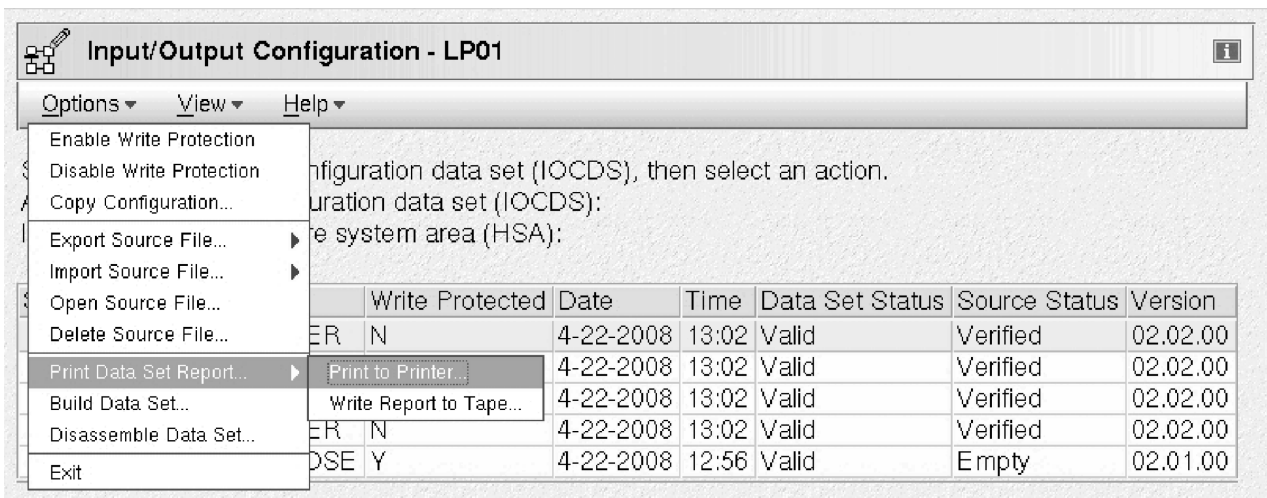 Input/Output Configuration - LP01
Options View Help
Enable Write Protection
Disable Write Protection
Copy Configuration...
Export Source File...
Import Source File...
Open Source File...
Delete Source File...
Print Data Set Report...
Build Data Set...
Disassemble Data Set...
Exit
Print to Printer...
Write Report to Tape...
nfiguration data set (IOCDS), then select an action.
uration data set (IOCDS):
re system area (HSA):
Write Protected Date Time Data Set Status Source Status Version
ER N 4-22-2008 13:02 Valid Verified 02.02.00
4-22-2008 13:02 Valid Verified 02.02.00
4-22-2008 13:02 Valid Verified 02.02.00
ER N 4-22-2008 13:02 Valid Verified 02.02.00
OSE Y 4-22-2008 12:56 Valid Empty 02.01.00